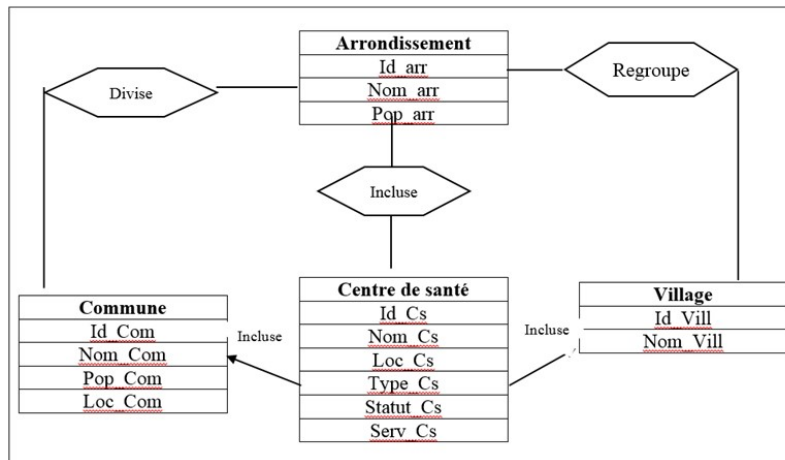 Arrondissement
Id_arr
Nom_arr
Pop_arr
Divise
Regroupe
Incluse
Commune
Id_Com
Nom_Com
Pop_Com
Loc_Com
Incluse
Centre de santé
Id_Cs
Nom_Cs
Loc_Cs
Type_Cs
Statut_Cs
Serv_Cs
Incluse
Village
Id_Vill
Nom_Vill